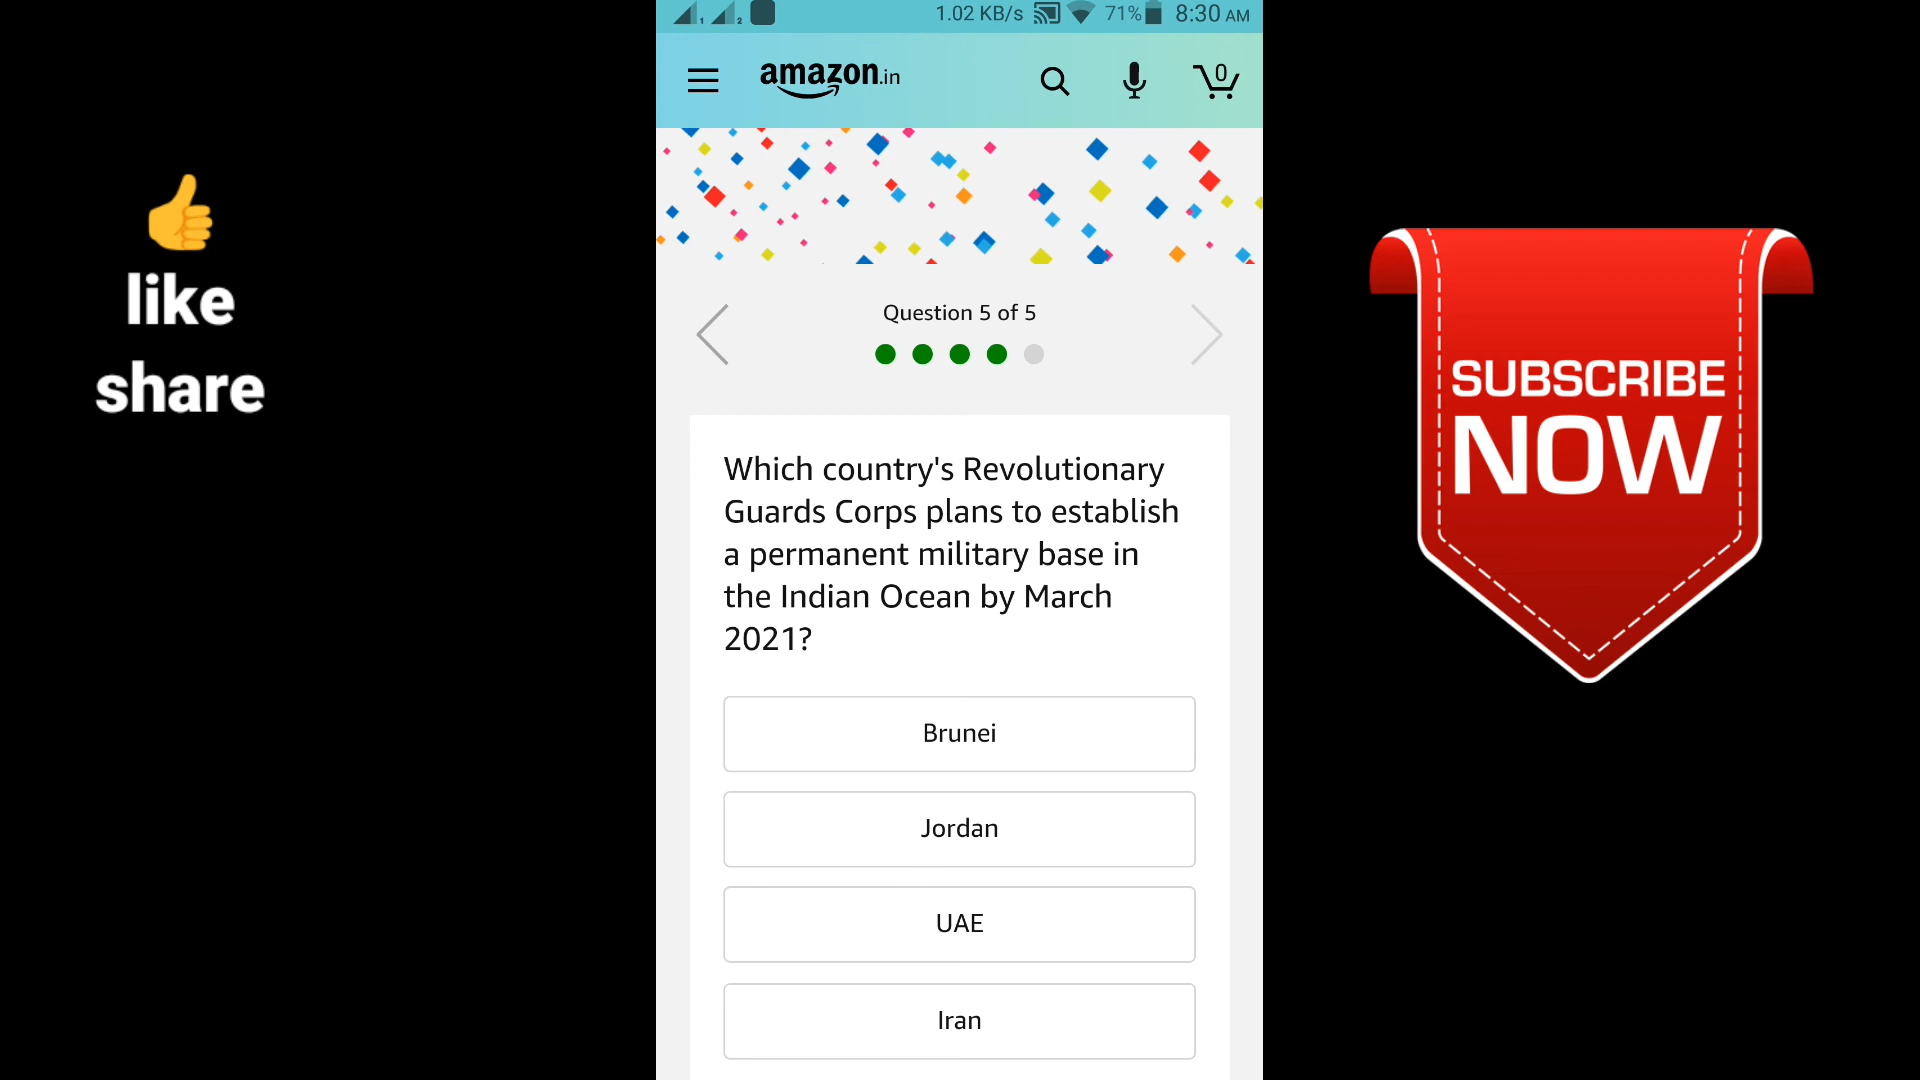 1 2 1.02 KB/s 71% 8:30 AM
amazon.in 0
👍
like
share
Question 5 of 5
Which country's Revolutionary
Guards Corps plans to establish
a permanent military base in
the Indian Ocean by March
2021?
Brunei
Jordan
UAE
Iran
SUBSCRIBE
NOW